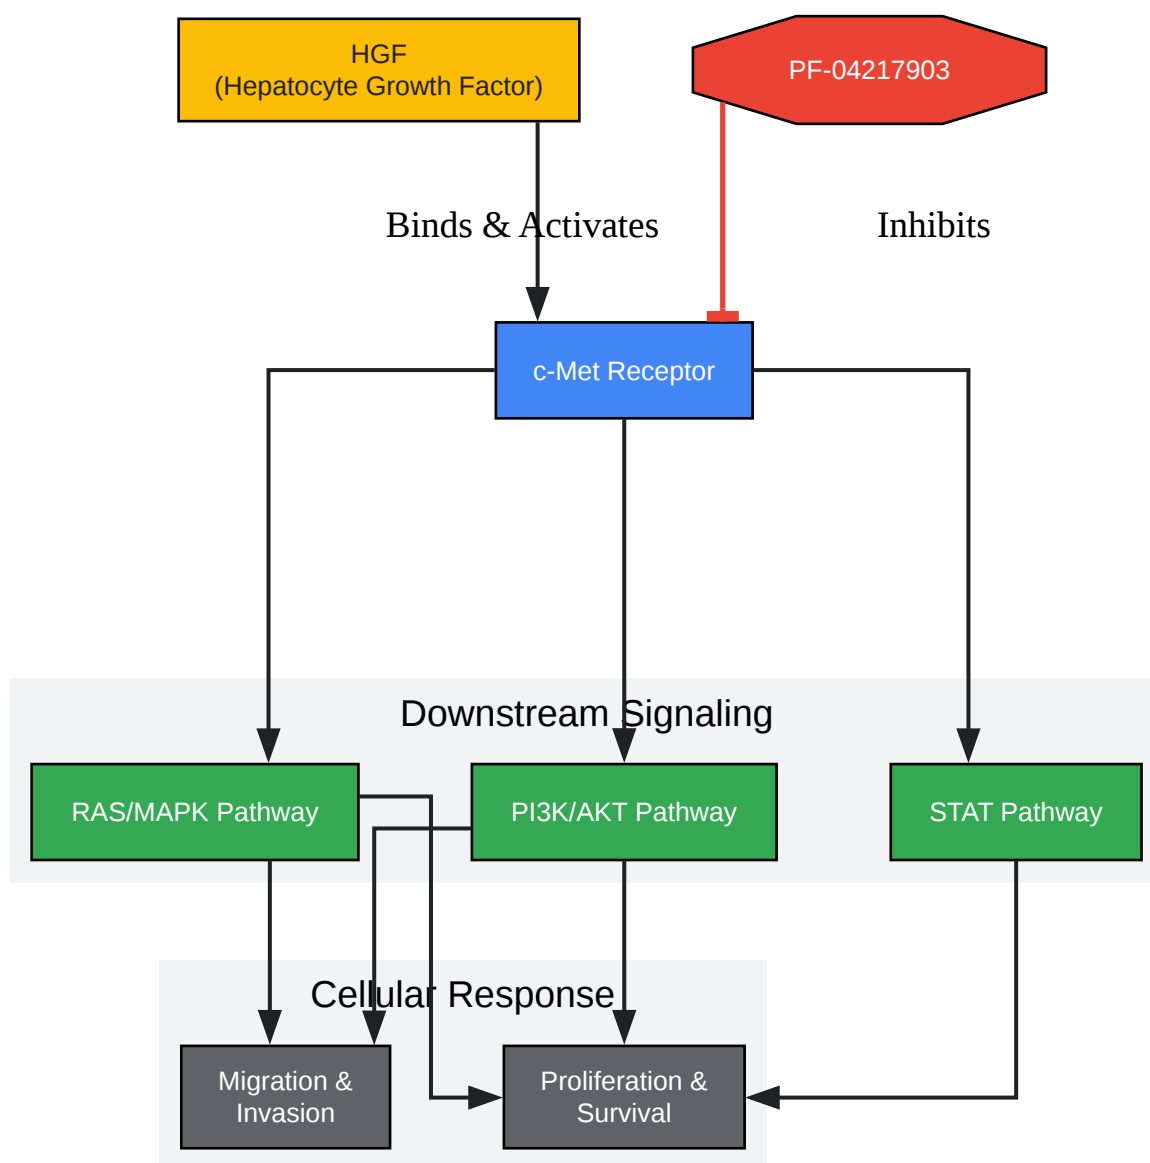 HGF
(Hepatocyte Growth Factor)
PF-04217903
Binds & Activates
Inhibits
c-Met Receptor
Downstream Signaling
RAS/MAPK Pathway
PI3K/AKT Pathway
STAT Pathway
Cellular Response
Migration &
Invasion
Proliferation &
Survival